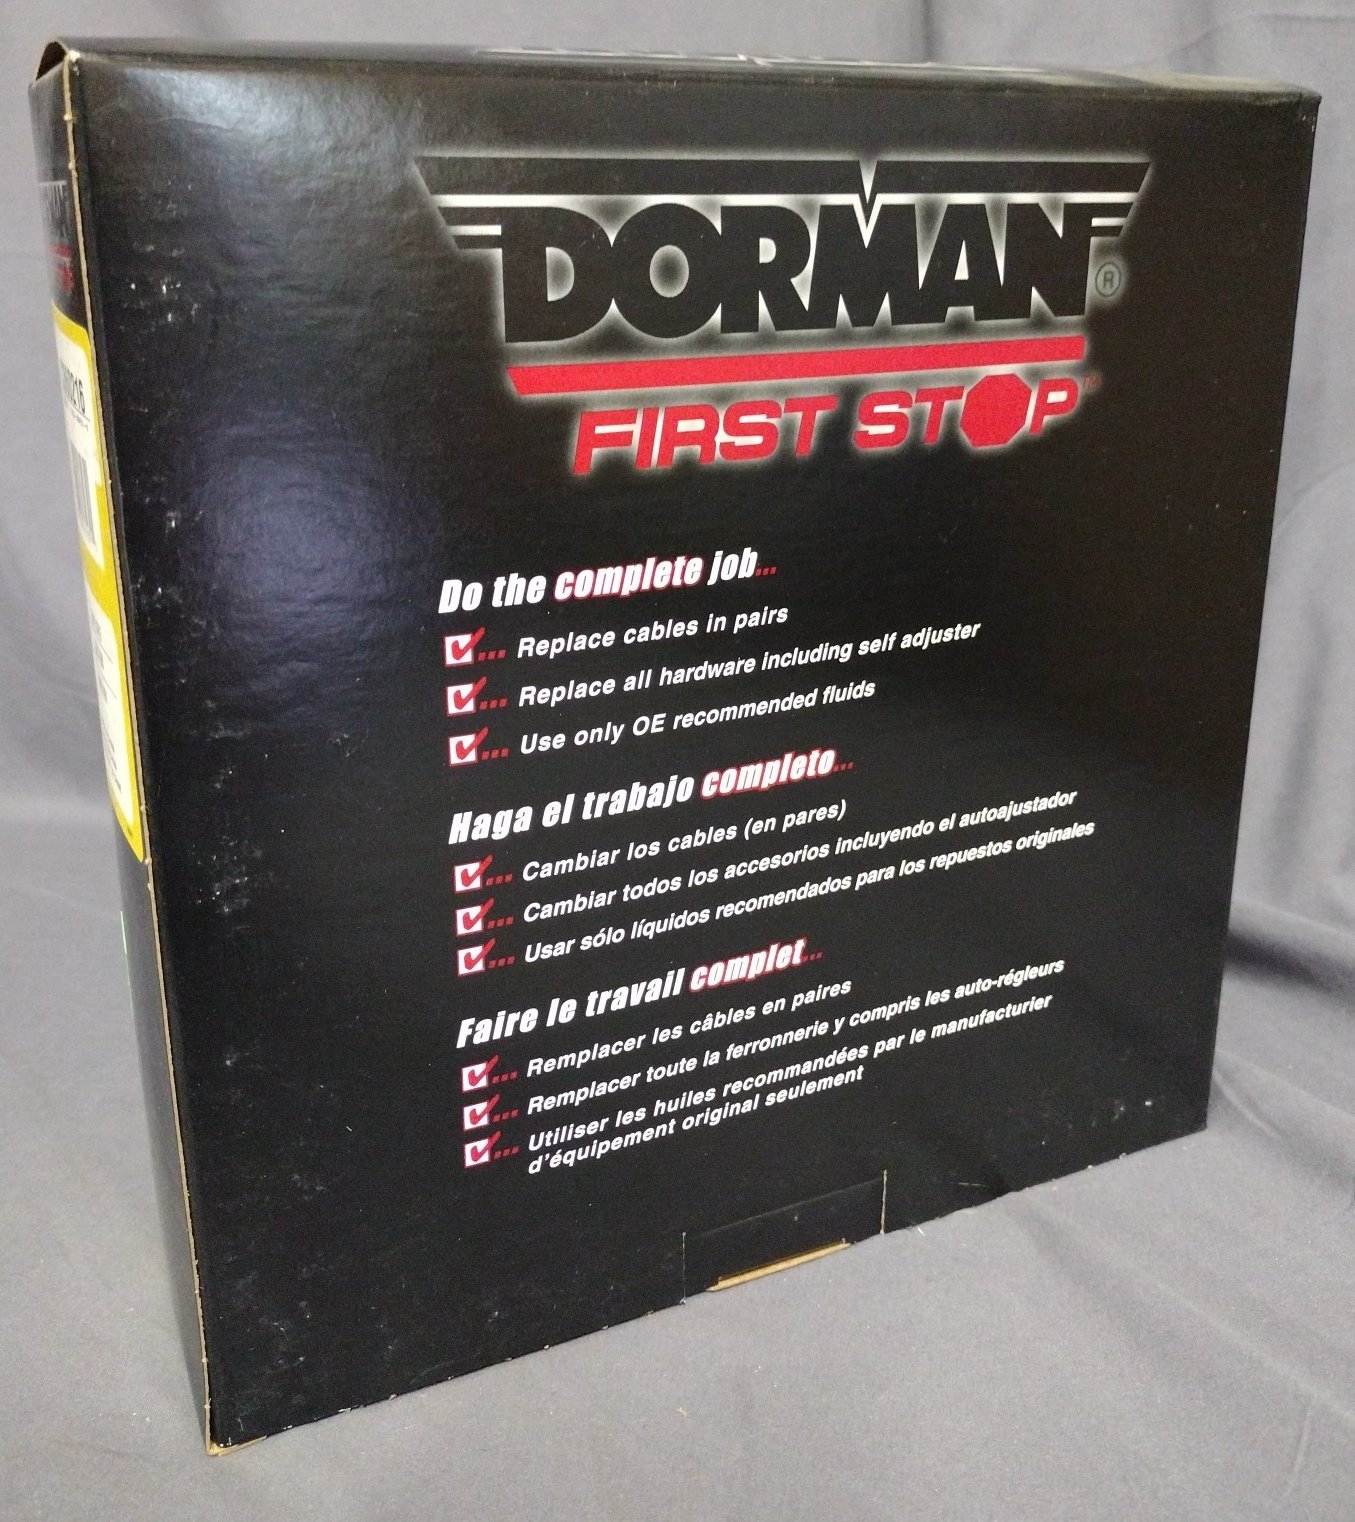 DORMAN®
FIRST STOP™
Do the complete job...
... Replace cables in pairs
... Replace all hardware including self adjuster
... Use only OE recommended fluids
Haga el trabajo completo...
... Cambiar los cables (en pares)
... Cambiar todos los accesorios incluyendo el autoajustador
... Usar sólo líquidos recomendados para los repuestos originales
Faire le travail complet...
... Remplacer les câbles en paires
... Remplacer toute la ferronnerie y compris les auto-régleurs
... Utiliser les huiles recommandées par le manufacturier
d'équipement original seulement